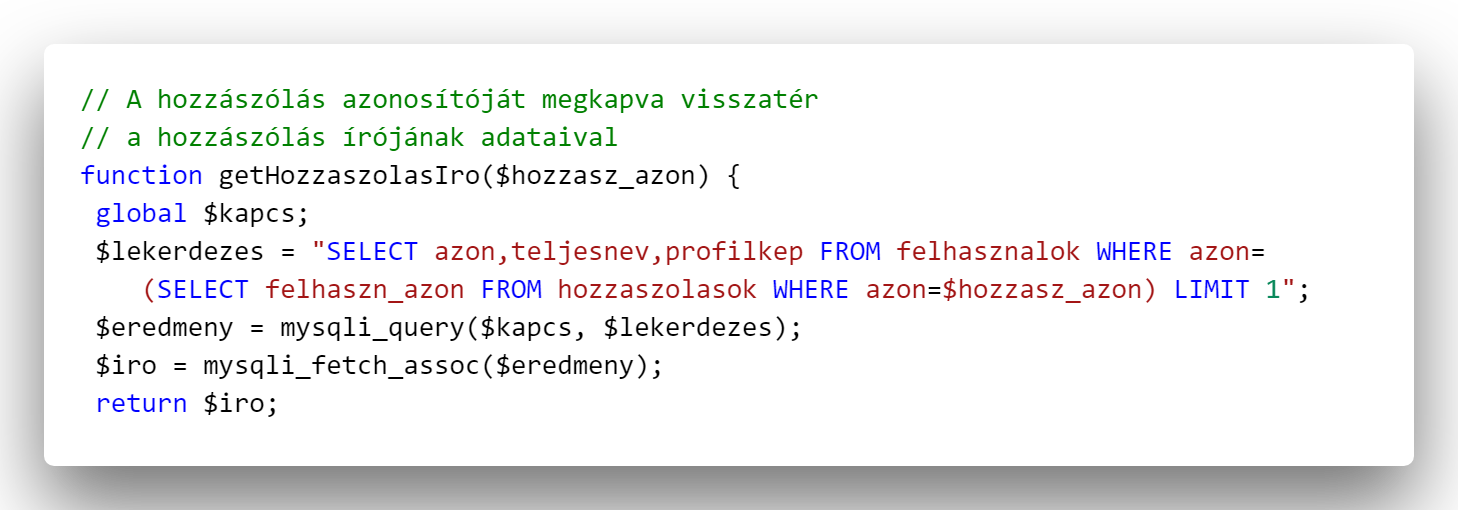 // A hozzászólás azonosítóját megkapva visszatér
// a hozzászólás írójának adataival
function getHozzaszolasIro($hozzasz_azon) {
 global $kapcs;
 $lekerdezes = "SELECT azon,teljesnev,profilkep FROM felhasznalok WHERE azon=
    (SELECT felhaszn_azon FROM hozzaszolasok WHERE azon=$hozzasz_azon) LIMIT 1";
 $eredmeny = mysqli_query($kapcs, $lekerdezes);
 $iro = mysqli_fetch_assoc($eredmeny);
 return $iro;